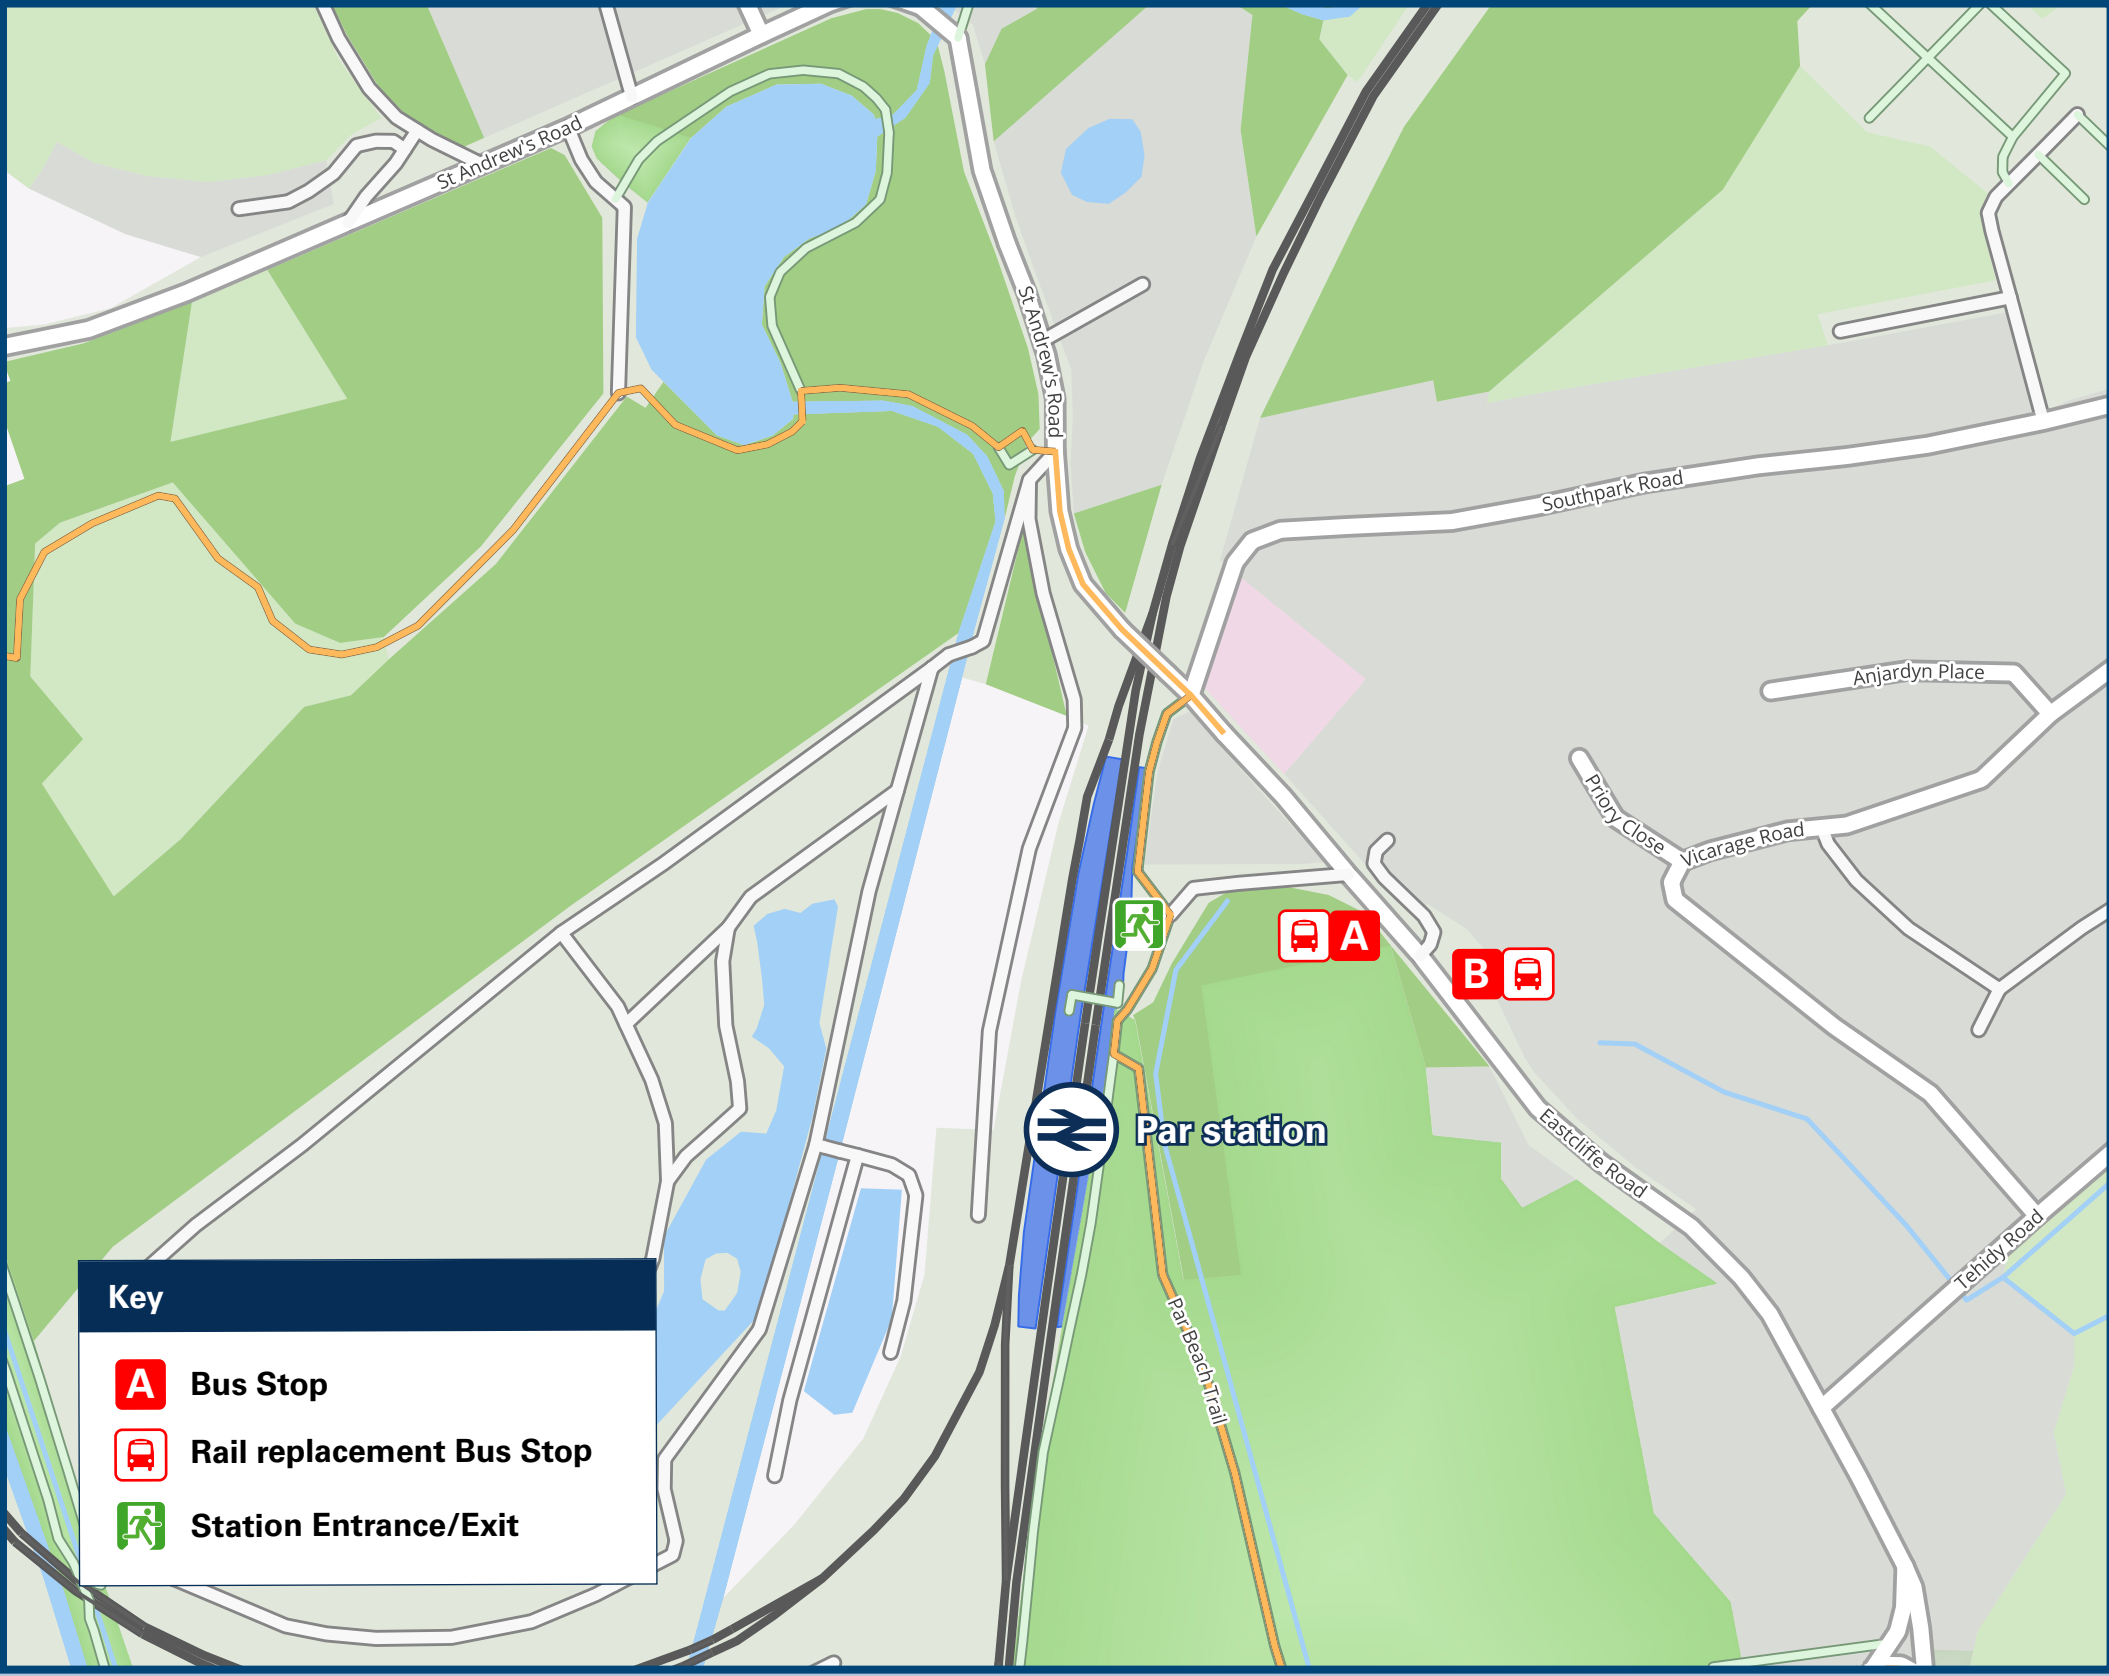 St Andrew's Road
St Andrew's Road
Southpark Road
Anjardyn Place
Priory Close
Vicarage Road
A
B
Par station
Eastcliffe Road
Tehidy Road
Par Beach Trail
Key
A Bus Stop
Rail replacement Bus Stop
Station Entrance/Exit